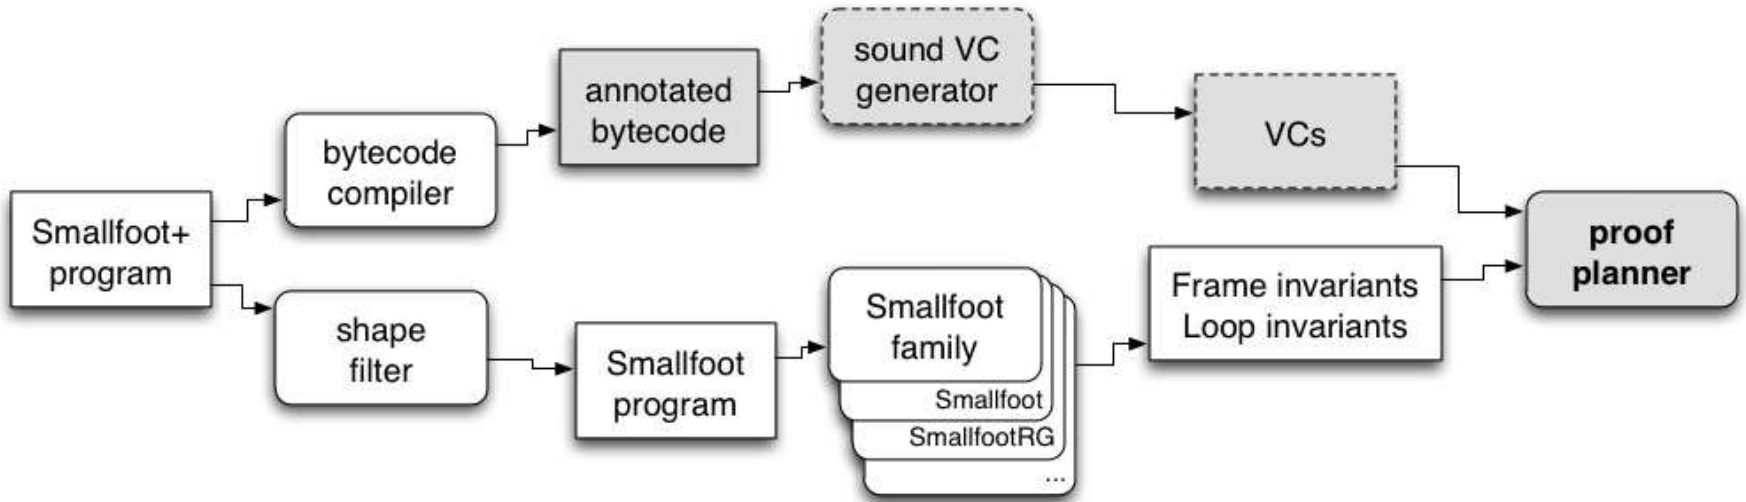 Smallfoot+
program
bytecode
compiler
annotated
bytecode
sound VC
generator
VCs
shape
filter
Smallfoot
program
Smallfoot
family
Smallfoot
SmallfootRG
...
Frame invariants
Loop invariants
proof
planner